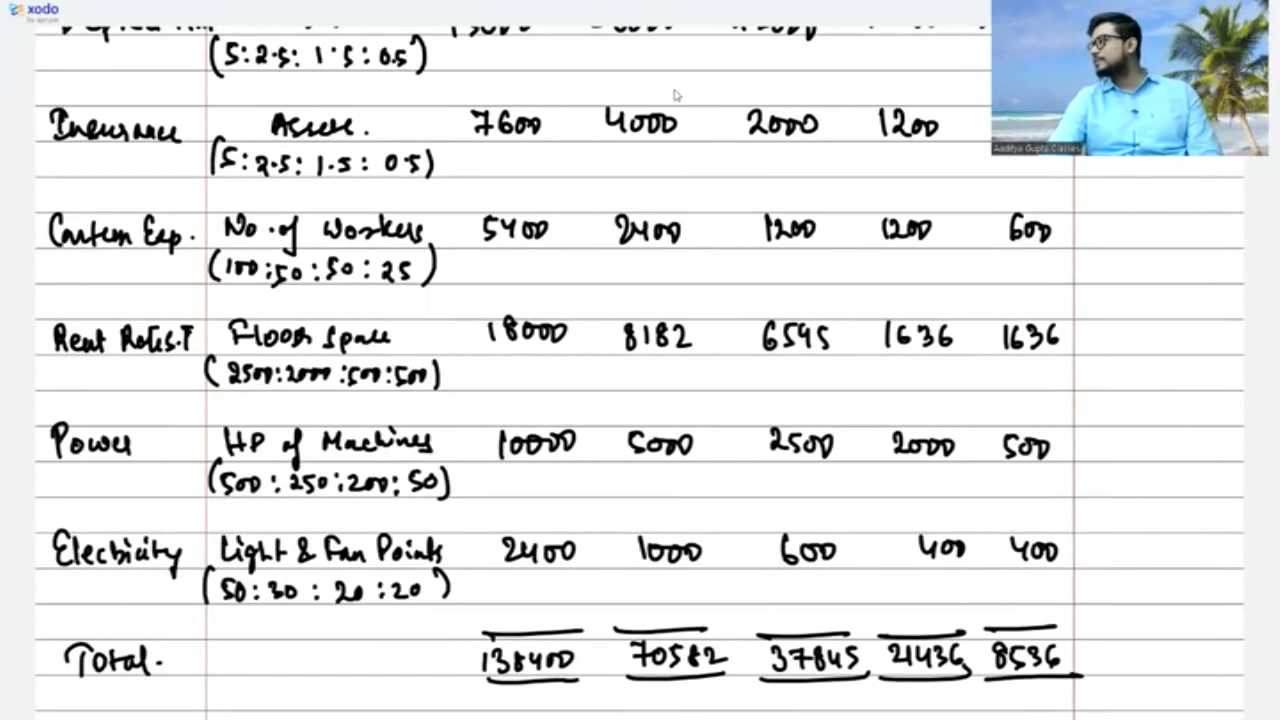 xodo
(5:2.5: 1.5: 0.5)
Insurance Assets. 7600 4000 2000 1200
(5:2.5: 1.5: 0.5)
Canteen Exp. No. of Workers 5400 2400 1200 1200 600
(100:50:50:25)
Rent Rates.T Floor Space 18000 8182 6545 1636 1636
(2500:2000:500:500)
Power HP of Machines 10000 5000 2500 2000 500
(500:250:200:50)
Electricity Light & Fan Points 2400 1000 600 400 400
(50:30:20:20)
Total. 138400 70582 37845 21436 8536
Aaditya Gupta Classes